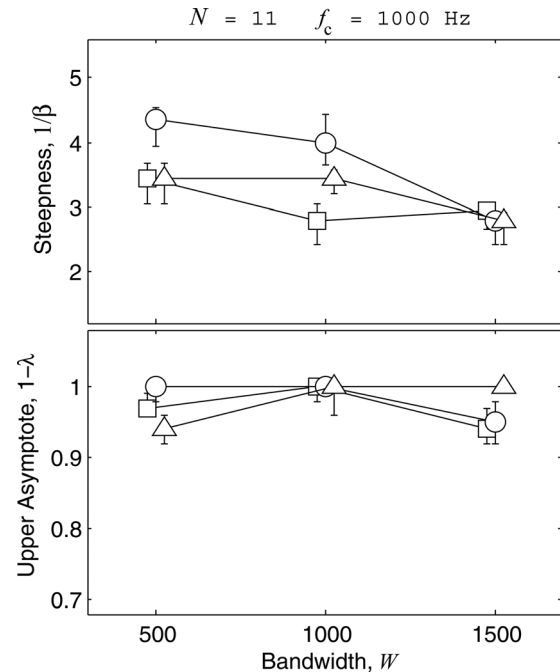 N = 11 f_c = 1000 Hz
Steepness, 1/β
5
4
3
2
Upper Asymptote, 1−λ
1
0.9
0.8
0.7
500 1000 1500
Bandwidth, W